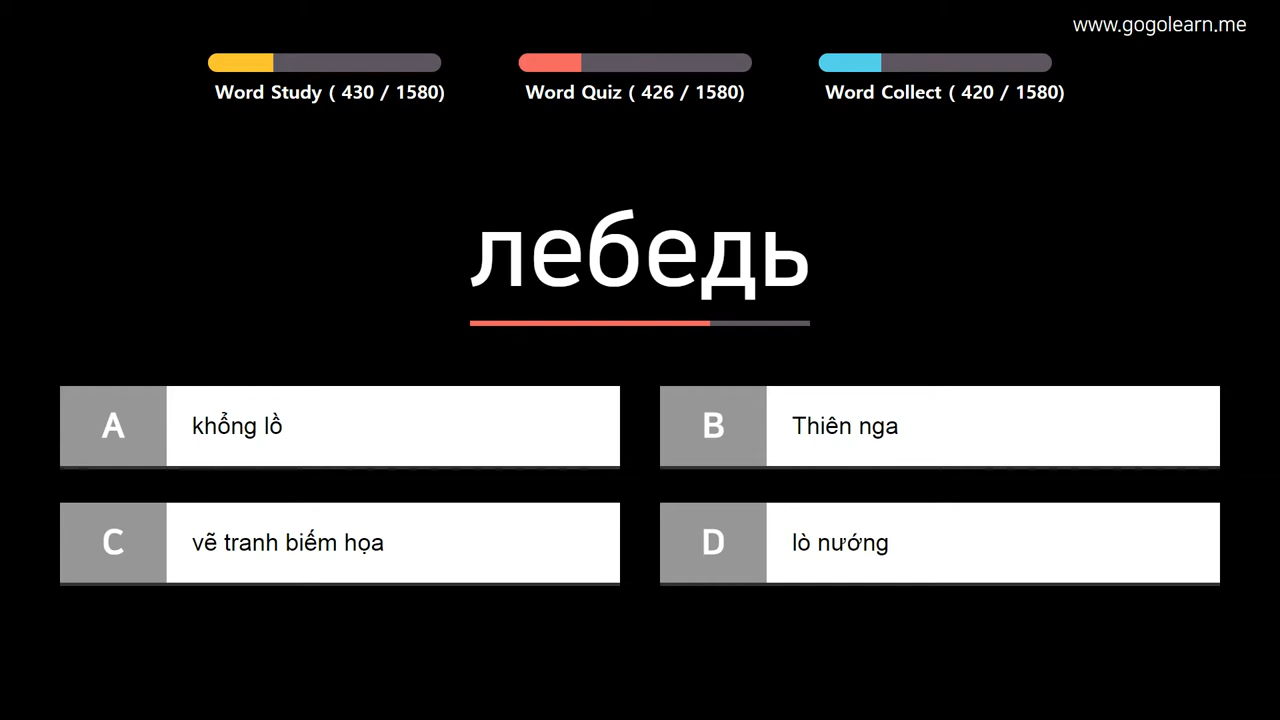 www.gogolearn.me
Word Study ( 430 / 1580)
Word Quiz ( 426 / 1580)
Word Collect ( 420 / 1580)
лебедь
A khổng lồ
B Thiên nga
C vẽ tranh biếm họa
D lò nướng